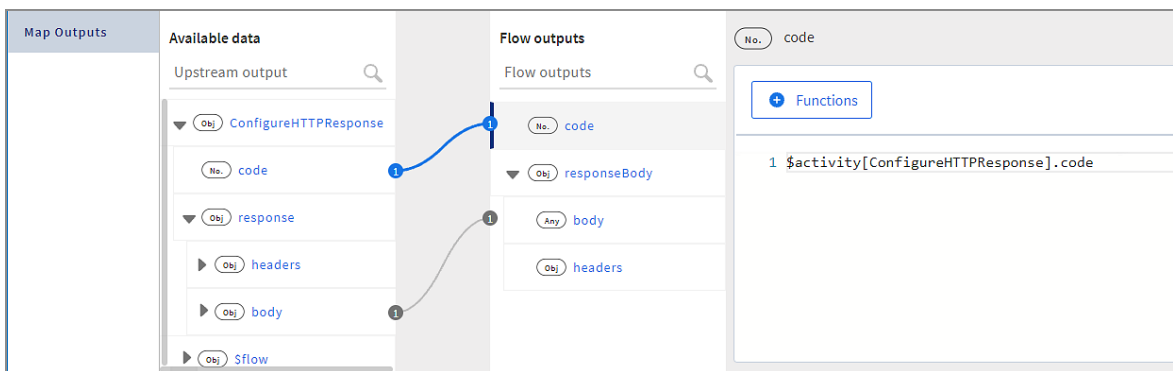 Map Outputs
Available data
Upstream output
Obj ConfigureHTTPResponse
No. code 1
Obj response
Obj headers
Obj body 1
Obj $flow
Flow outputs
Flow outputs
1 No. code
Obj responseBody
1 Any body
Obj headers
No. code
Functions
1 $activity[ConfigureHTTPResponse].code